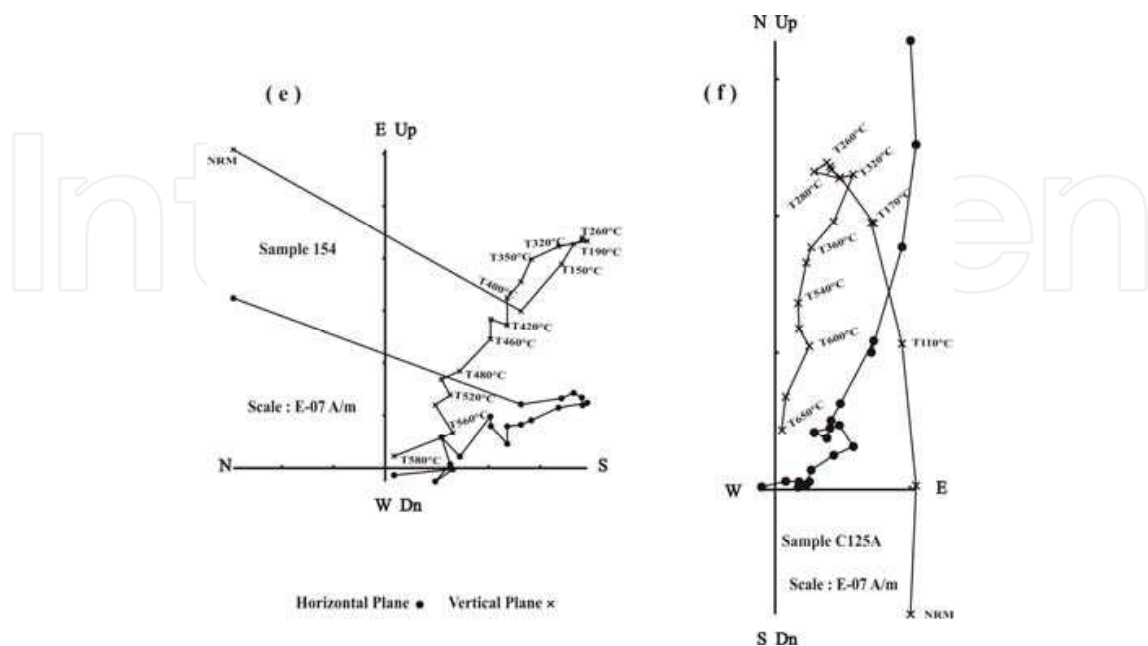 ( e )
E Up
NRM
Sample 154
T260°C
T320°C
T190°C
T350°C
T150°C
T400°C
T420°C
T460°C
T480°C
T520°C
Scale : E-07 A/m
T560°C
T580°C
N
S
W Dn
( f )
N Up
T260°C
T320°C
T280°C
T170°C
T360°C
T540°C
T600°C
T110°C
T650°C
W
E
Sample C125A
Scale : E-07 A/m
NRM
S Dn
Horizontal Plane ● Vertical Plane ×